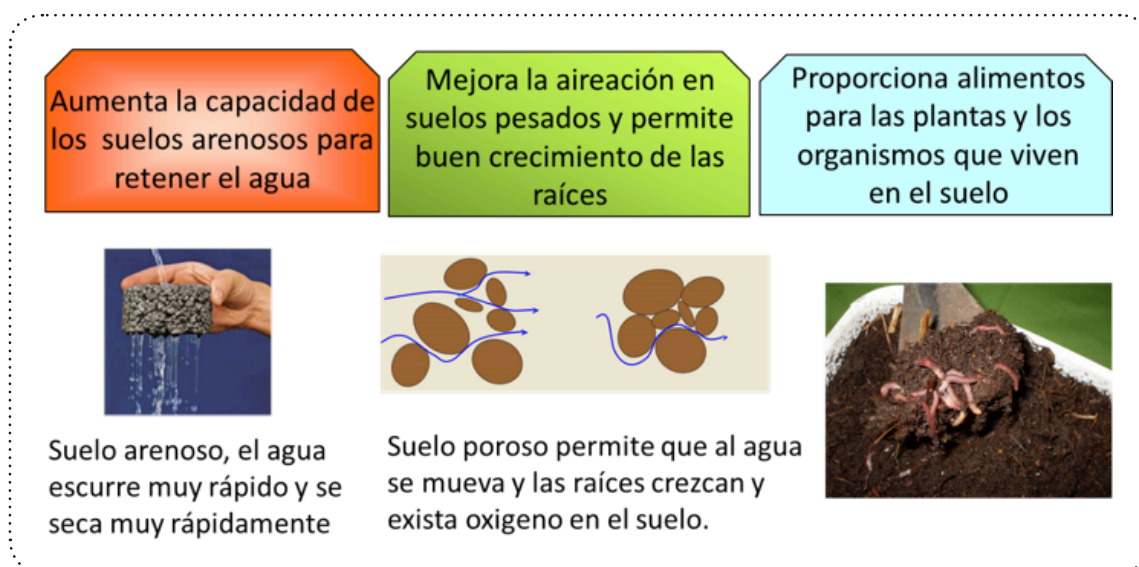 Aumenta la capacidad de
los suelos arenosos para
retener el agua
Mejora la aireación en
suelos pesados y permite
buen crecimiento de las
raíces
Proporciona alimentos
para las plantas y los
organismos que viven
en el suelo
Suelo arenoso, el agua
escurre muy rápido y se
seca muy rápidamente
Suelo poroso permite que al agua
se mueva y las raíces crezcan y
exista oxigeno en el suelo.